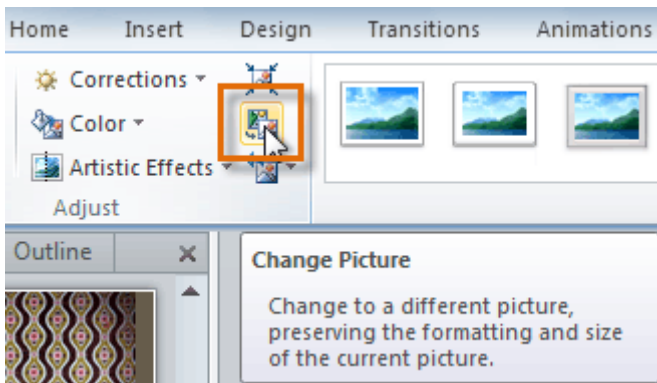 Home Insert Design Transitions Animations
Corrections
Color
Artistic Effects
Adjust
Outline
Change Picture
Change to a different picture,
preserving the formatting and size
of the current picture.